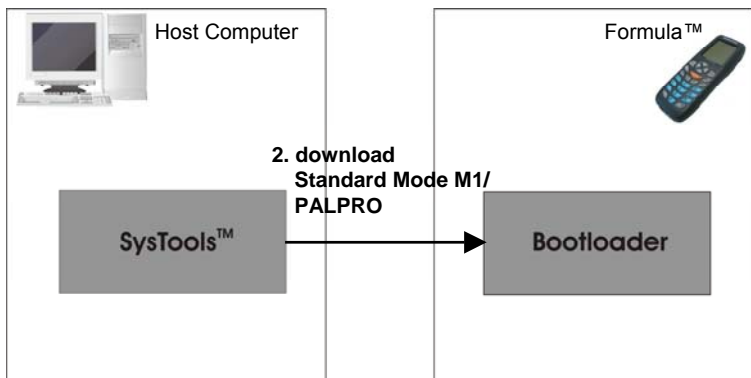 Host Computer
Formula™
2. download
Standard Mode M1/
PALPRO
SysTools™
Bootloader